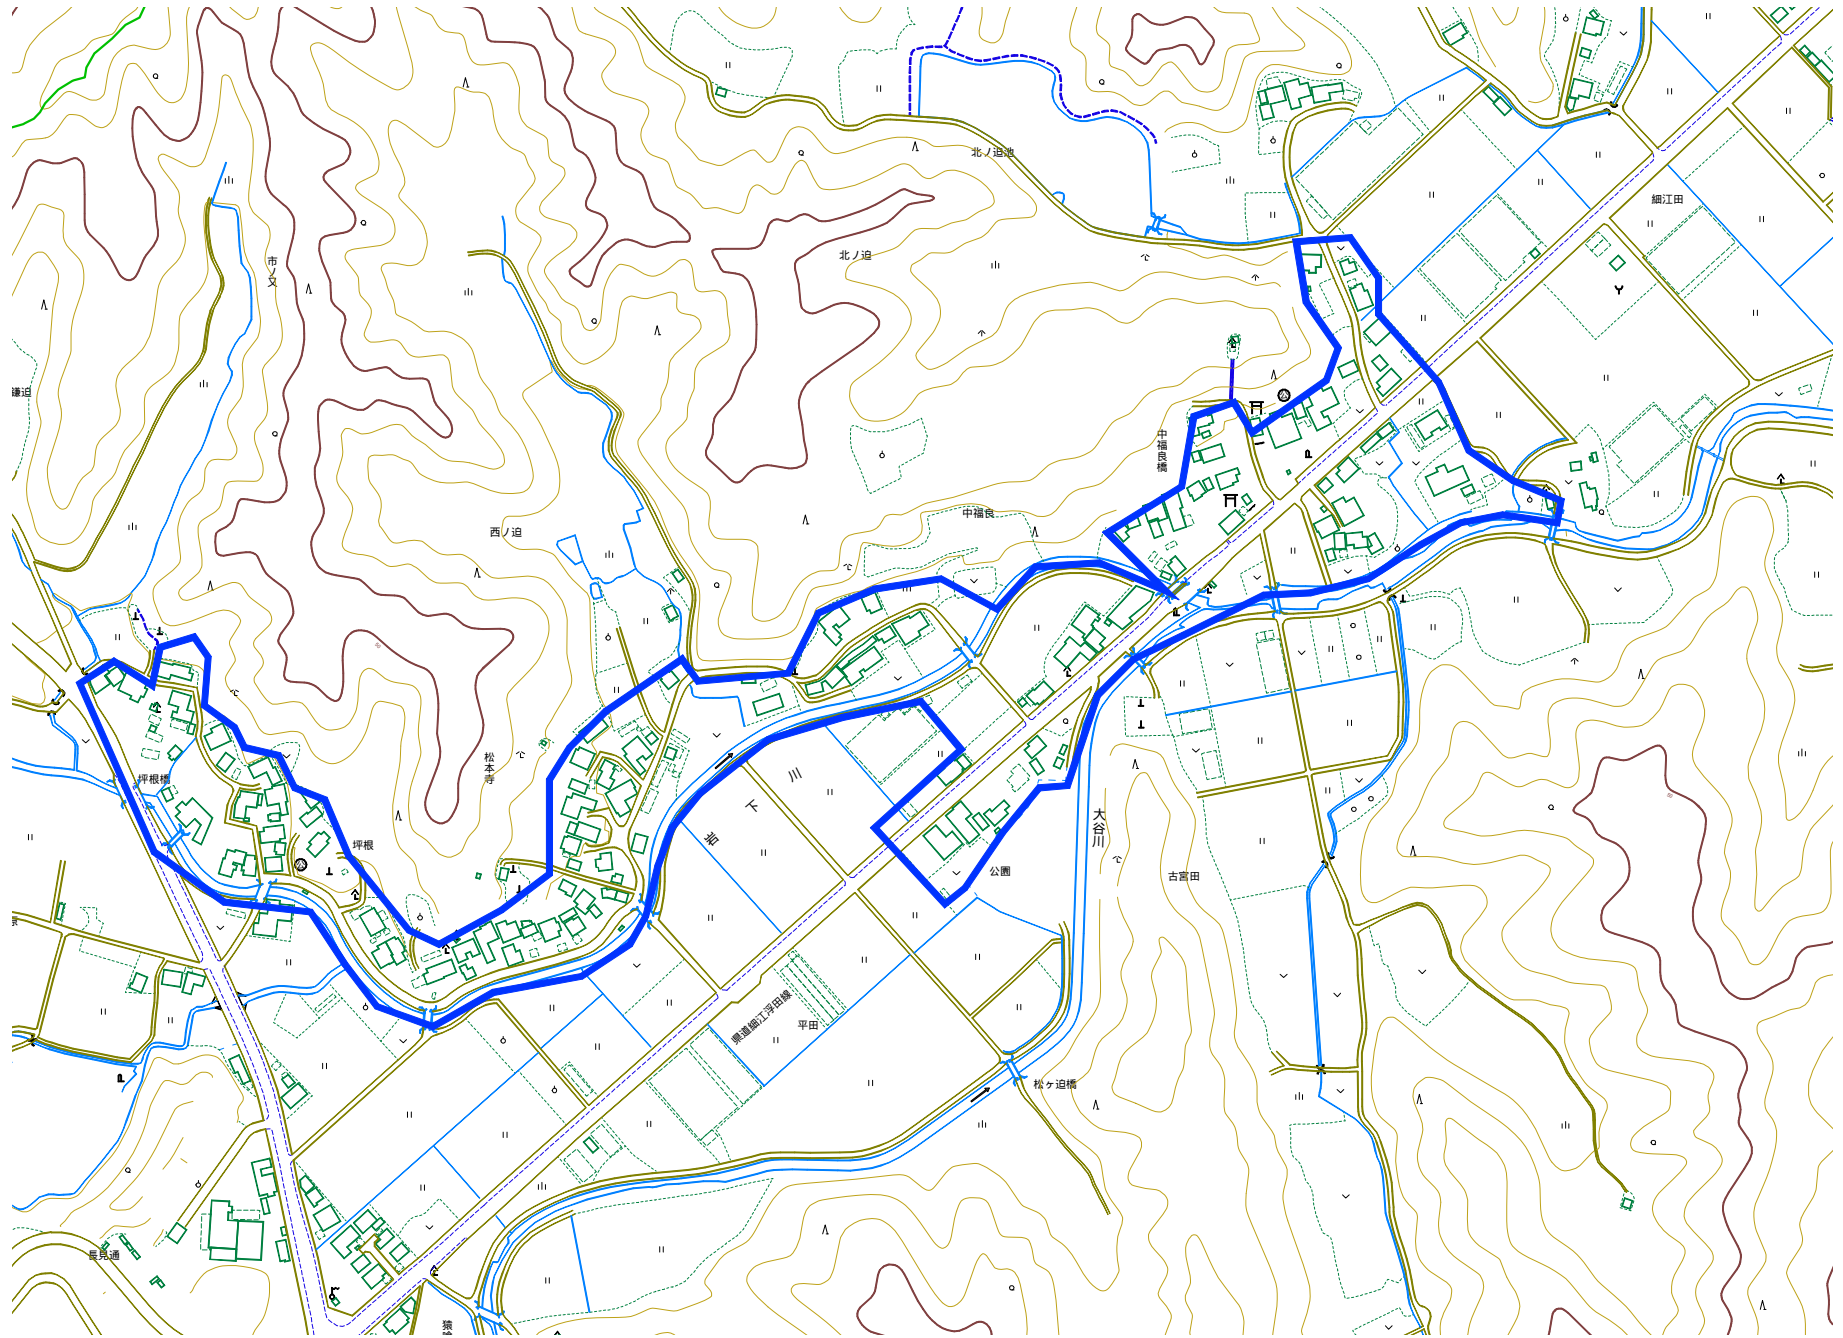 北ノ迫池
細江田
北ノ迫
市ノ又
鎌迫
中福良橋
中福良
西ノ迫
松本寺
坪根橋
川
下
岩
大谷川
坪根
公園
古宮田
県道細江浮田線
平田
松ヶ迫橋
長見通